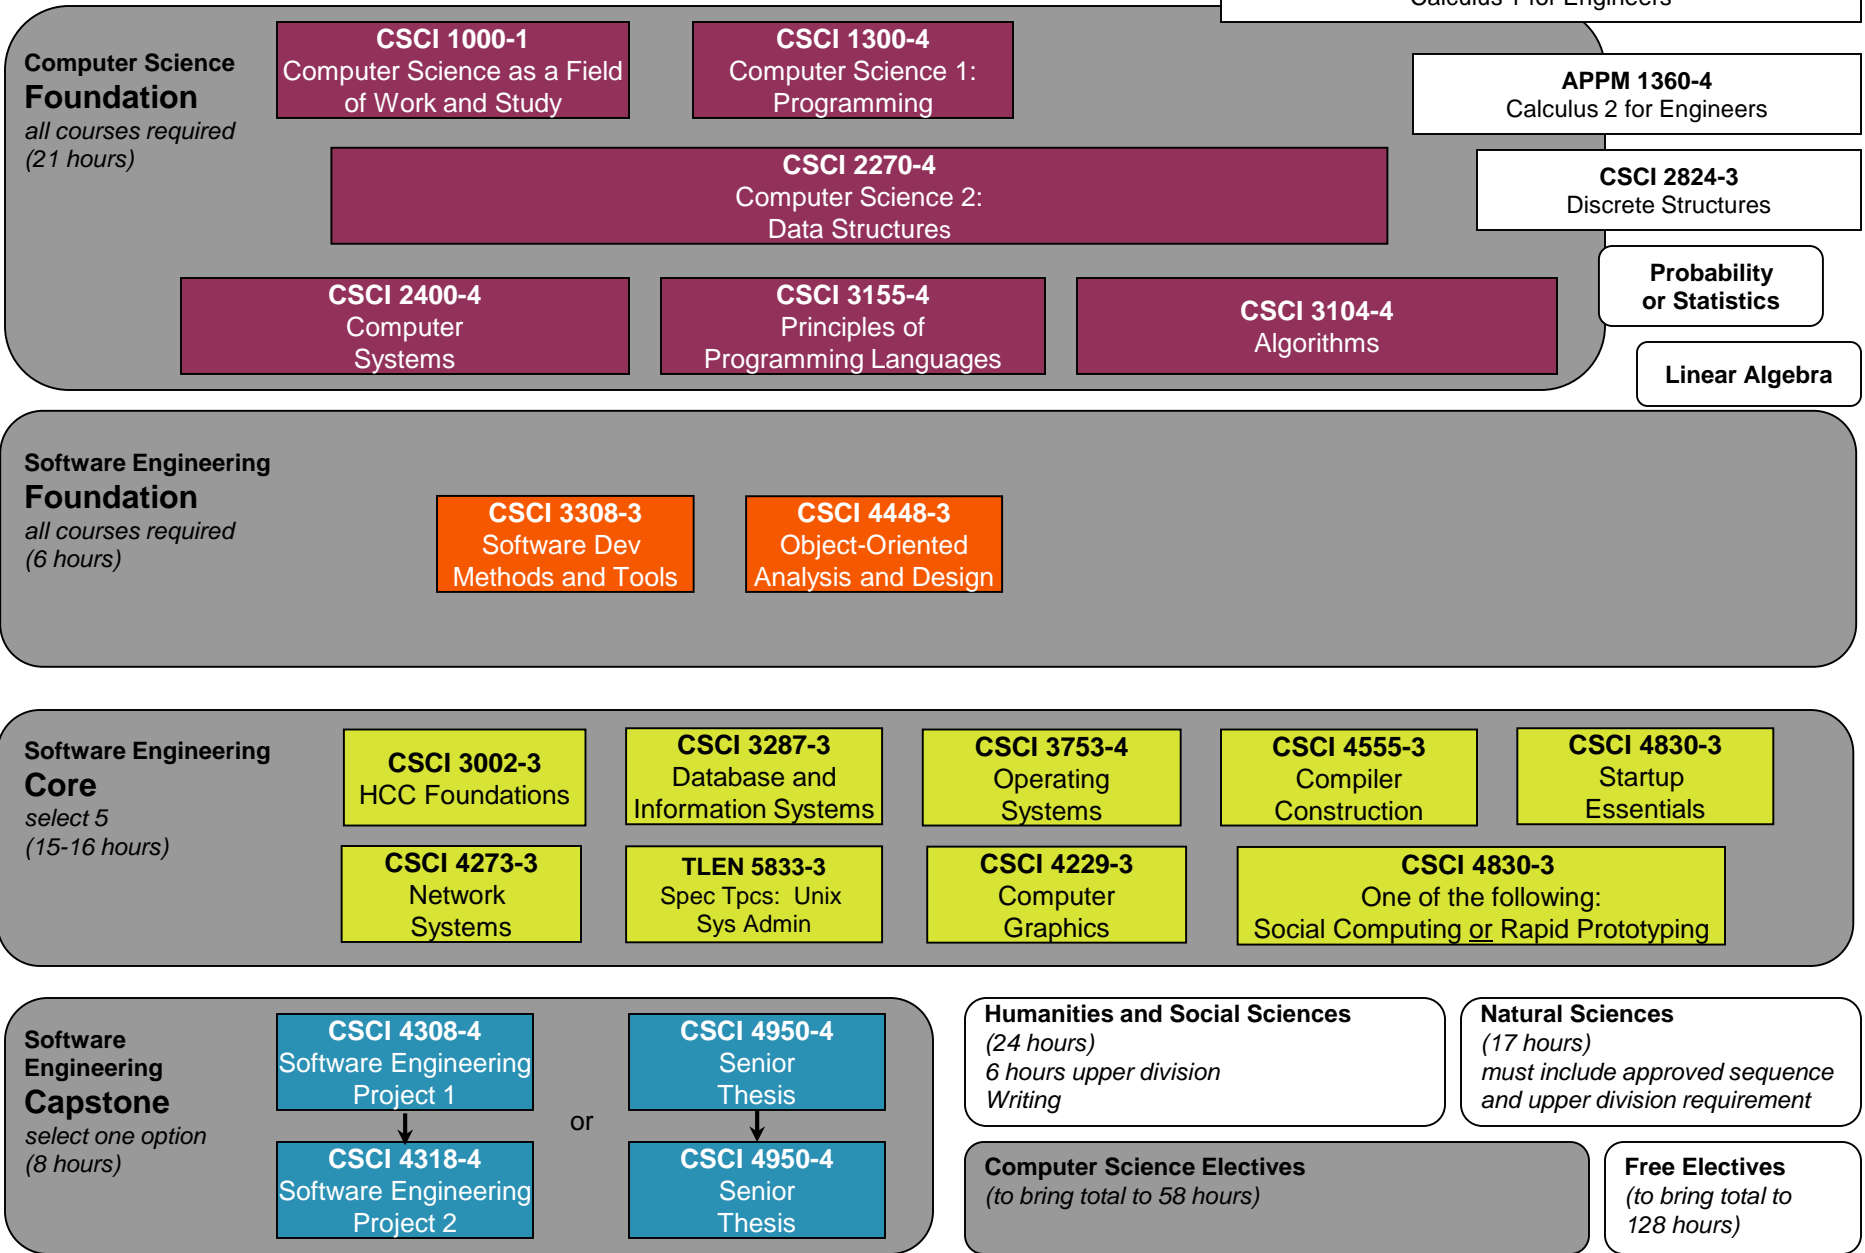 Calculus 1 for Engineers
Computer Science
Foundation
all courses required
(21 hours)
CSCI 1000-1
Computer Science as a Field
of Work and Study
CSCI 1300-4
Computer Science 1:
Programming
APPM 1360-4
Calculus 2 for Engineers
CSCI 2270-4
Computer Science 2:
Data Structures
CSCI 2824-3
Discrete Structures
Probability
or Statistics
CSCI 2400-4
Computer
Systems
CSCI 3155-4
Principles of
Programming Languages
CSCI 3104-4
Algorithms
Linear Algebra
Software Engineering
Foundation
all courses required
(6 hours)
CSCI 3308-3
Software Dev
Methods and Tools
CSCI 4448-3
Object-Oriented
Analysis and Design
Software Engineering
Core
select 5
(15-16 hours)
CSCI 3002-3
HCC Foundations
CSCI 3287-3
Database and
Information Systems
CSCI 3753-4
Operating
Systems
CSCI 4555-3
Compiler
Construction
CSCI 4830-3
Startup
Essentials
CSCI 4273-3
Network
Systems
TLEN 5833-3
Spec Tpcs: Unix
Sys Admin
CSCI 4229-3
Computer
Graphics
CSCI 4830-3
One of the following:
Social Computing or Rapid Prototyping
Software
Engineering
Capstone
select one option
(8 hours)
CSCI 4308-4
Software Engineering
Project 1
CSCI 4318-4
Software Engineering
Project 2
or
CSCI 4950-4
Senior
Thesis
CSCI 4950-4
Senior
Thesis
Humanities and Social Sciences
(24 hours)
6 hours upper division
Writing
Natural Sciences
(17 hours)
must include approved sequence
and upper division requirement
Computer Science Electives
(to bring total to 58 hours)
Free Electives
(to bring total to
128 hours)